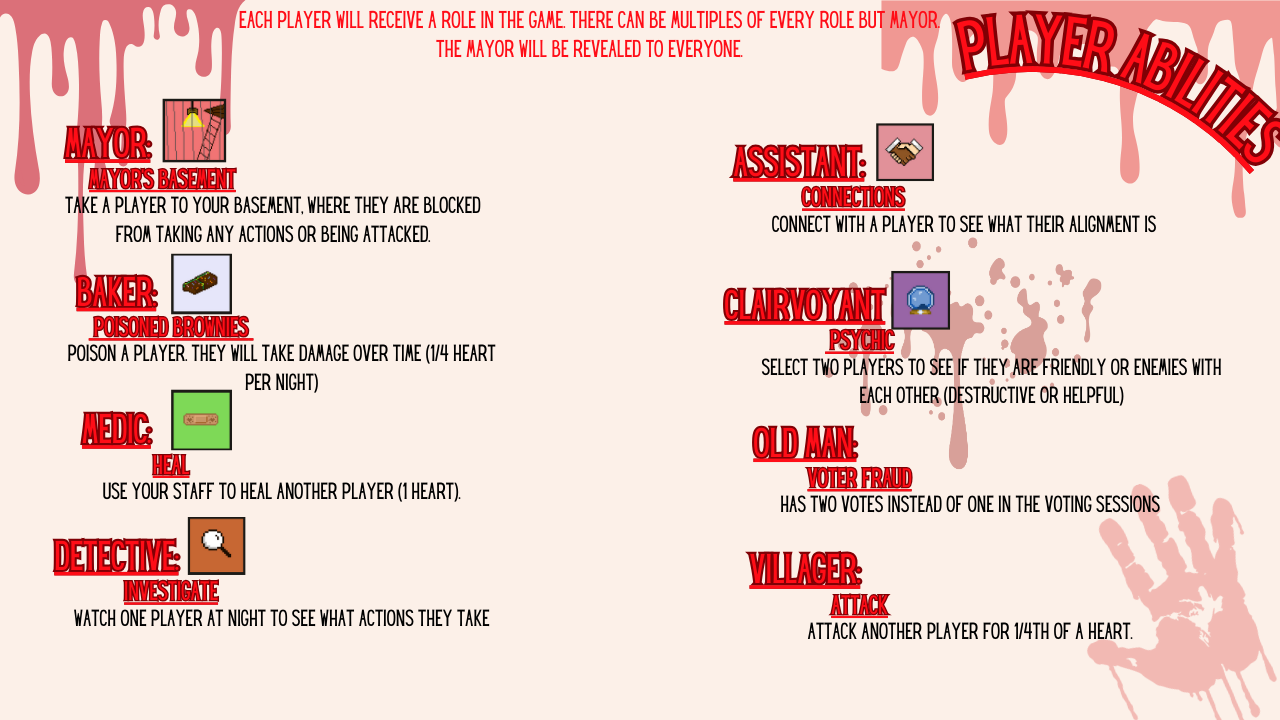 EACH PLAYER WILL RECEIVE A ROLE IN THE GAME. THERE CAN BE MULTIPLES OF EVERY ROLE BUT MAYOR.
THE MAYOR WILL BE REVEALED TO EVERYONE.
PLAYER ABILITIES
MAYOR:
MAYOR'S BASEMENT
TAKE A PLAYER TO YOUR BASEMENT, WHERE THEY ARE BLOCKED
FROM TAKING ANY ACTIONS OR BEING ATTACKED.
BAKER:
POISONED BROWNIES
POISON A PLAYER. THEY WILL TAKE DAMAGE OVER TIME (1/4 HEART
PER NIGHT)
MEDIC:
HEAL
USE YOUR STAFF TO HEAL ANOTHER PLAYER (1 HEART).
DETECTIVE:
INVESTIGATE
WATCH ONE PLAYER AT NIGHT TO SEE WHAT ACTIONS THEY TAKE
ASSISTANT:
CONNECTIONS
CONNECT WITH A PLAYER TO SEE WHAT THEIR ALIGNMENT IS
CLAIRVOYANT
PSYCHIC
SELECT TWO PLAYERS TO SEE IF THEY ARE FRIENDLY OR ENEMIES WITH
EACH OTHER (DESTRUCTIVE OR HELPFUL)
OLD MAN:
VOTER FRAUD
HAS TWO VOTES INSTEAD OF ONE IN THE VOTING SESSIONS
VILLAGER:
ATTACK
ATTACK ANOTHER PLAYER FOR 1/4TH OF A HEART.